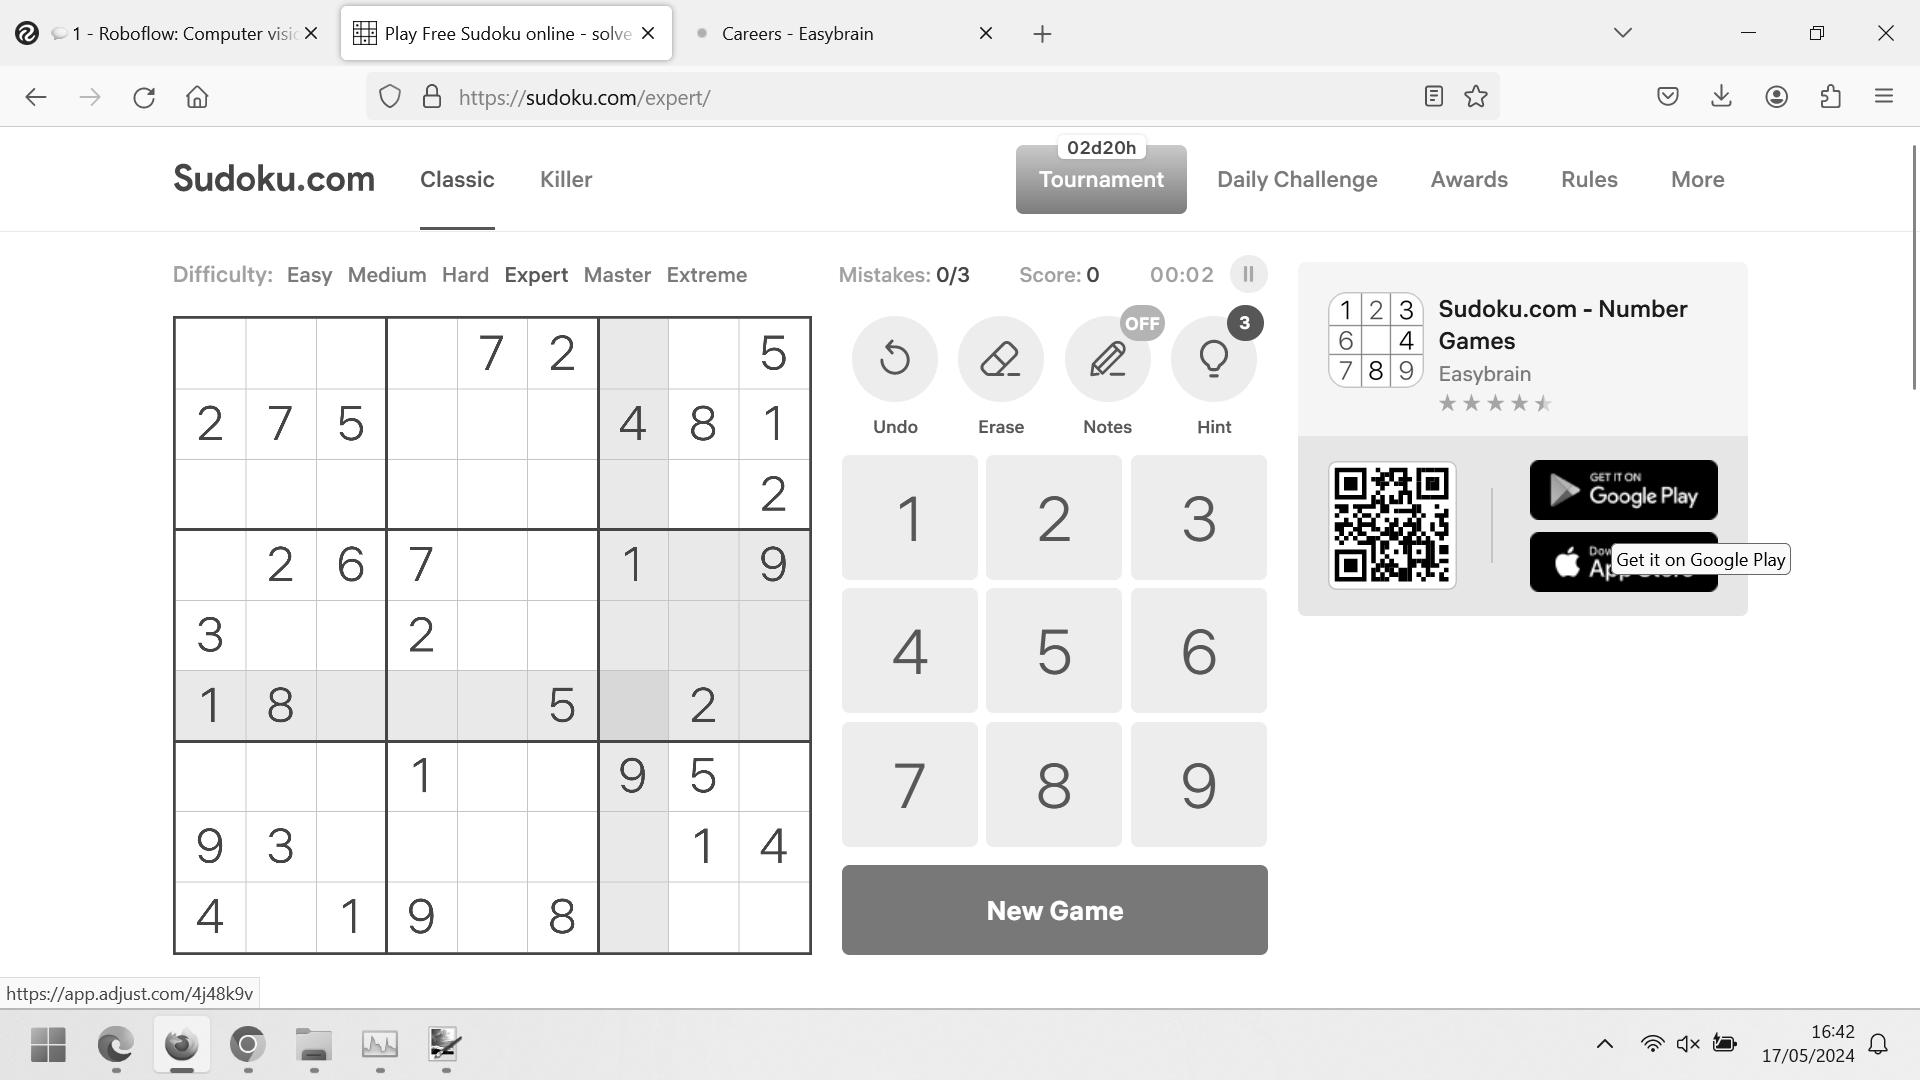 1 - Roboflow: Computer visio
Play Free Sudoku online - solve
Careers - Easybrain
https://sudoku.com/expert/
02d20h
Sudoku.com
Classic
Killer
Tournament
Daily Challenge
Awards
Rules
More
Difficulty: Easy Medium Hard Expert Master Extreme
Mistakes: 0/3
Score: 0
00:02
7 2 5
2 7 5 4 8 1
2
2 6 7 1 9
3 2
1 8 5 2
1 9 5
9 3 1 4
4 1 9 8
OFF
3
Undo
Erase
Notes
Hint
1 2 3
4 5 6
7 8 9
New Game
1 2 3
6 4
7 8 9
Sudoku.com - Number
Games
Easybrain
GET IT ON
Google Play
Get it on Google Play
https://app.adjust.com/4j48k9v
16:42
17/05/2024